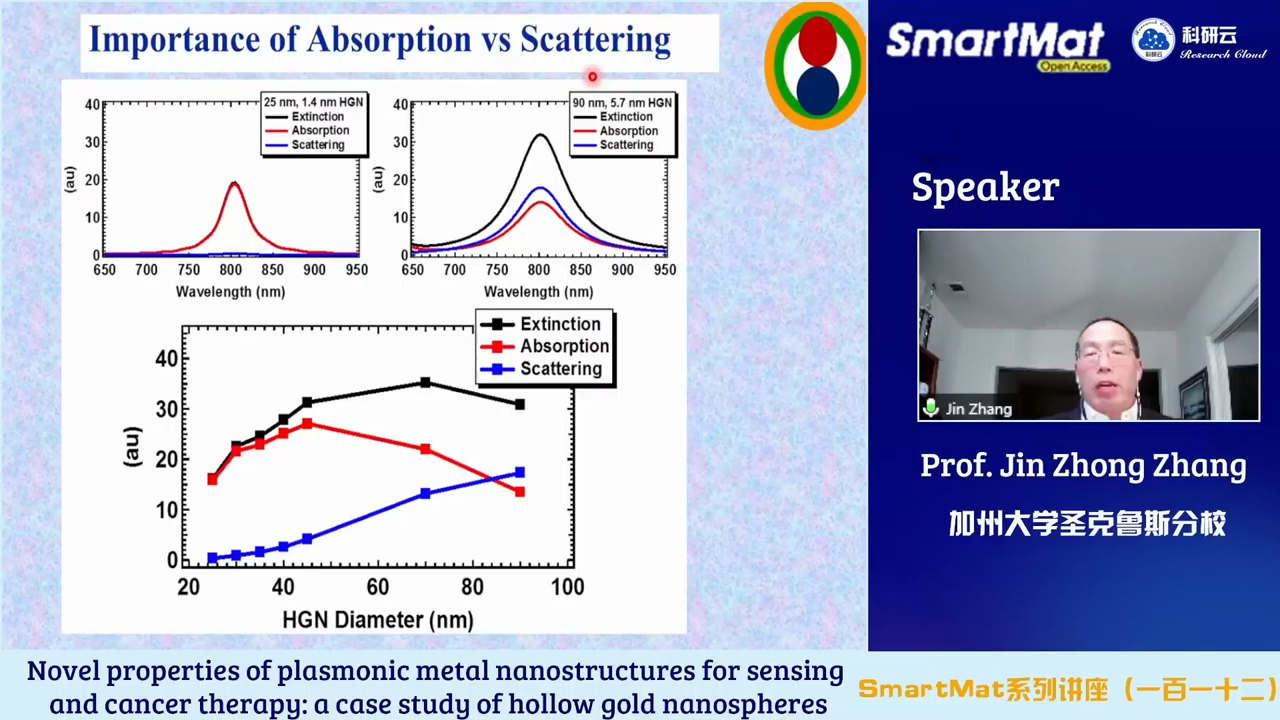 Importance of Absorption vs Scattering
25 nm, 1.4 nm HGN
Extinction
Absorption
Scattering
40
30
20
10
0
(au)
650 700 750 800 850 900 950
Wavelength (nm)
90 nm, 5.7 nm HGN
Extinction
Absorption
Scattering
40
30
20
10
0
(au)
650 700 750 800 850 900 950
Wavelength (nm)
Extinction
Absorption
Scattering
40
30
20
10
0
(au)
20 40 60 80 100
HGN Diameter (nm)
SmartMat
Open Access
科研云
Research Cloud
Speaker
Jin Zhang
Prof. Jin Zhong Zhang
加州大学圣克鲁斯分校
Novel properties of plasmonic metal nanostructures for sensing
and cancer therapy: a case study of hollow gold nanospheres
SmartMat系列讲座（一百一十二）